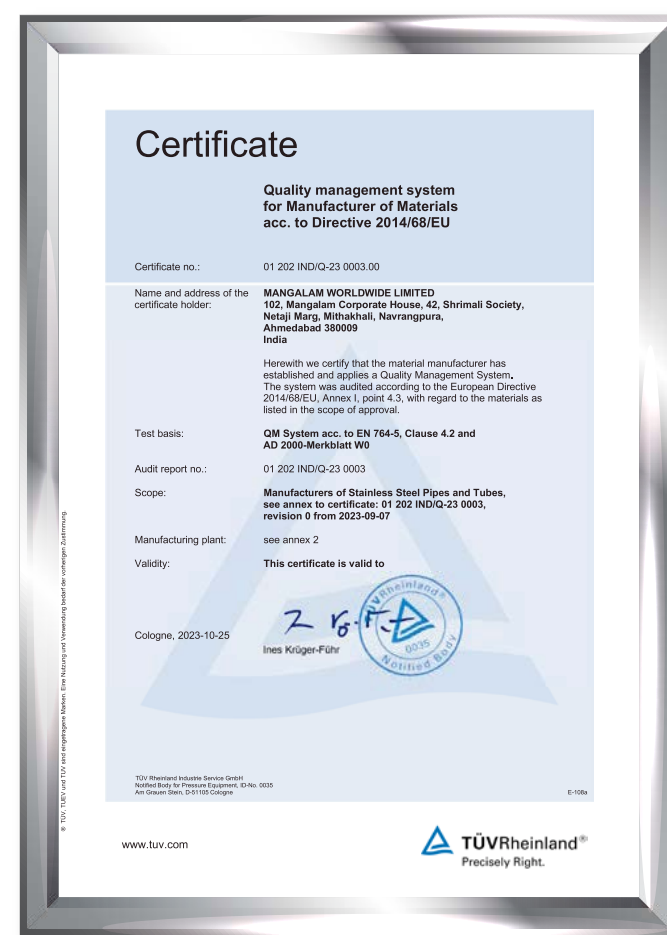 Certificate
Quality management system
for Manufacturer of Materials
acc. to Directive 2014/68/EU
Certificate no.: 01 202 IND/Q-23 0003.00
Name and address of the
certificate holder:
MANGALAM WORLDWIDE LIMITED
102, Mangalam Corporate House, 42, Shrimali Society,
Netaji Marg, Mithakhali, Navrangpura,
Ahmedabad 380009
India
Herewith we certify that the material manufacturer has
established and applies a Quality Management System.
The system was audited according to the European Directive
2014/68/EU, Annex I, point 4.3, with regard to the materials as
listed in the scope of approval.
Test basis: QM System acc. to EN 764-5, Clause 4.2 and
AD 2000-Merkblatt W0
Audit report no.: 01 202 IND/Q-23 0003
Scope: Manufacturers of Stainless Steel Pipes and Tubes,
see annex to certificate: 01 202 IND/Q-23 0003,
revision 0 from 2023-09-07
Manufacturing plant: see annex 2
Validity: This certificate is valid to
Cologne, 2023-10-25
Ines Krüger-Führ
TÜVRheinland®
0035
Notified Body
TÜV Rheinland Industrie Service GmbH
Notified Body for Pressure Equipment, ID-No. 0035
Am Grauen Stein, D-51105 Cologne
E-108a
® TÜV, TUEV und TUV sind eingetragene Marken. Eine Nutzung und Verwendung bedarf der vorherigen Zustimmung.
www.tuv.com
TÜVRheinland®
Precisely Right.